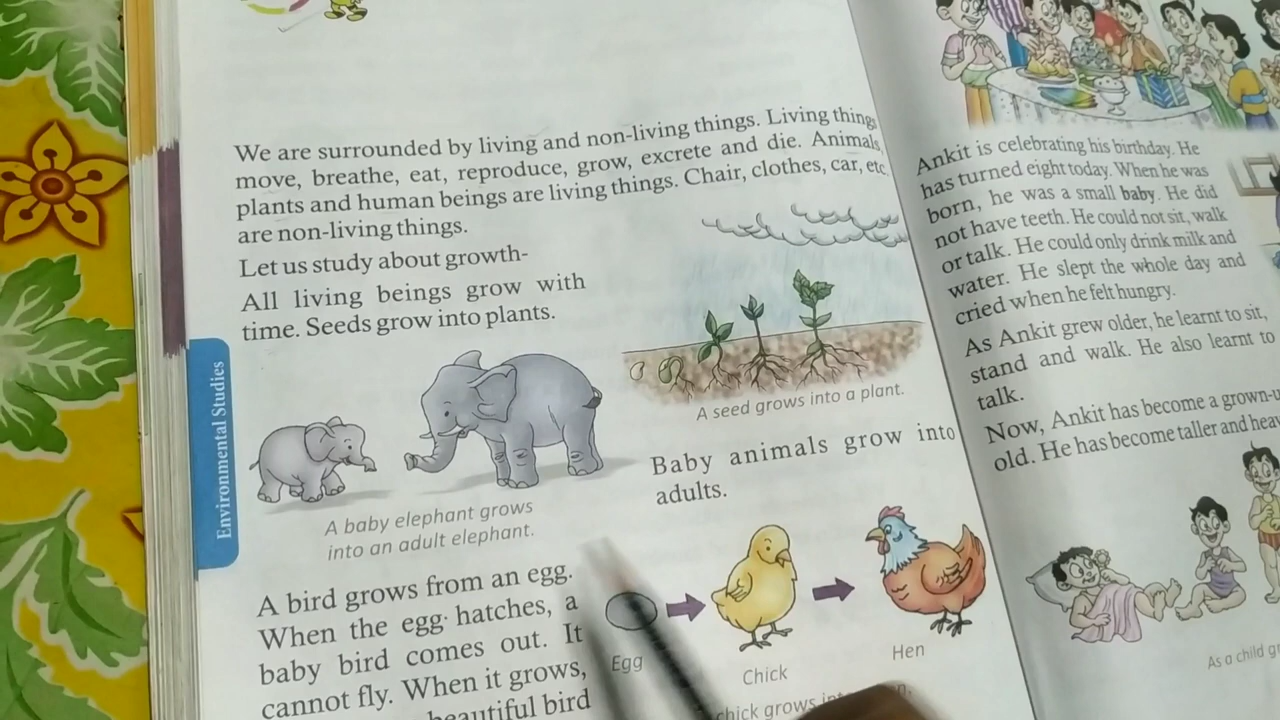 We are surrounded by living and non-living things. Living things
move, breathe, eat, reproduce, grow, excrete and die. Animals,
plants and human beings are living things. Chair, clothes, car, etc
are non-living things.
Let us study about growth-
All living beings grow with
time. Seeds grow into plants.
A seed grows into a plant.
Environmental Studies
A baby elephant grows
into an adult elephant.
Baby animals grow into
adults.
A bird grows from an egg.
When the egg hatches, a
baby bird comes out. It
cannot fly. When it grows,
beautiful bird
Egg
Chick
Hen
chick grows
Ankit is celebrating his birthday. He
has turned eight today. When he was
born, he was a small baby. He did
not have teeth. He could not sit, walk
or talk. He could only drink milk and
water. He slept the whole day and
cried when he felt hungry.
As Ankit grew older, he learnt to sit,
stand and walk. He also learnt to
talk.
Now, Ankit has become a grown-u
old. He has become taller and heav
As a child gr